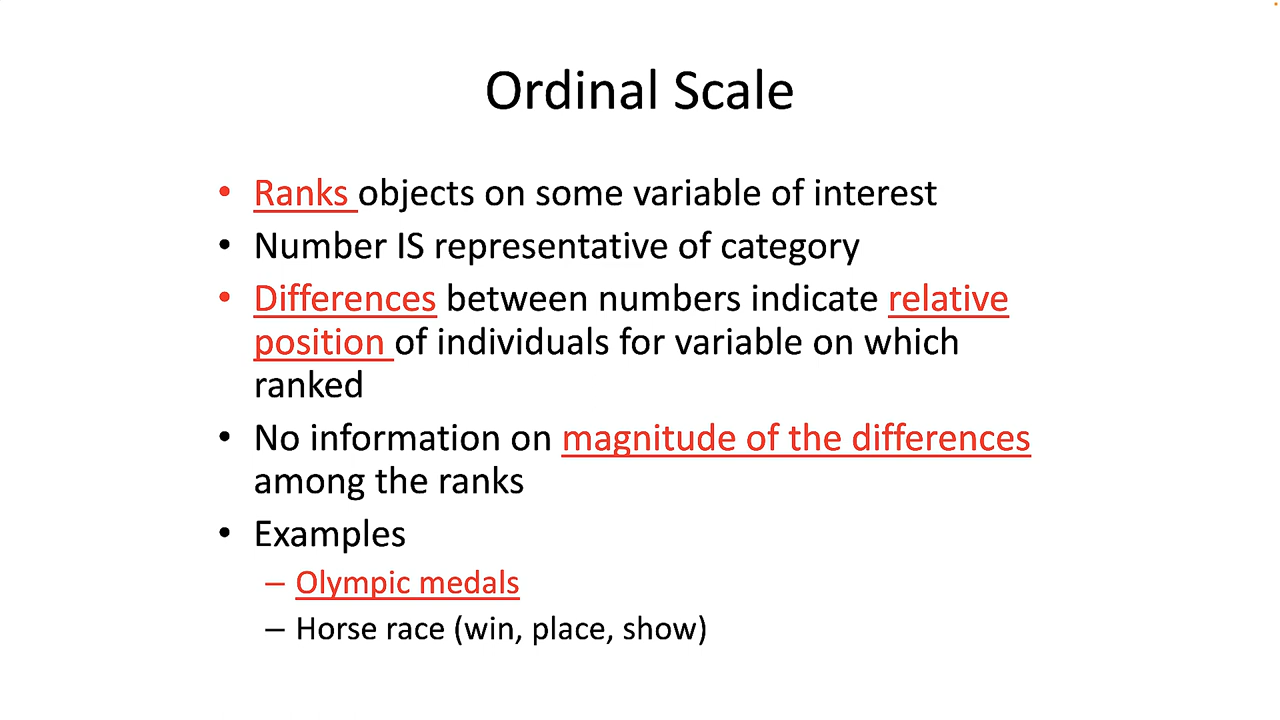 Ordinal Scale
• Ranks objects on some variable of interest
• Number IS representative of category
• Differences between numbers indicate relative
position of individuals for variable on which
ranked
• No information on magnitude of the differences
among the ranks
• Examples
– Olympic medals
– Horse race (win, place, show)